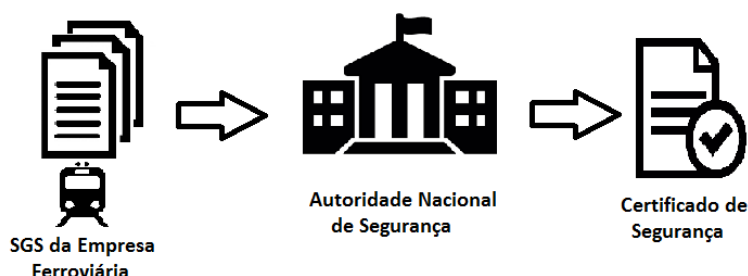 SGS da Empresa
Ferroviária
Autoridade Nacional
de Segurança
Certificado de
Segurança